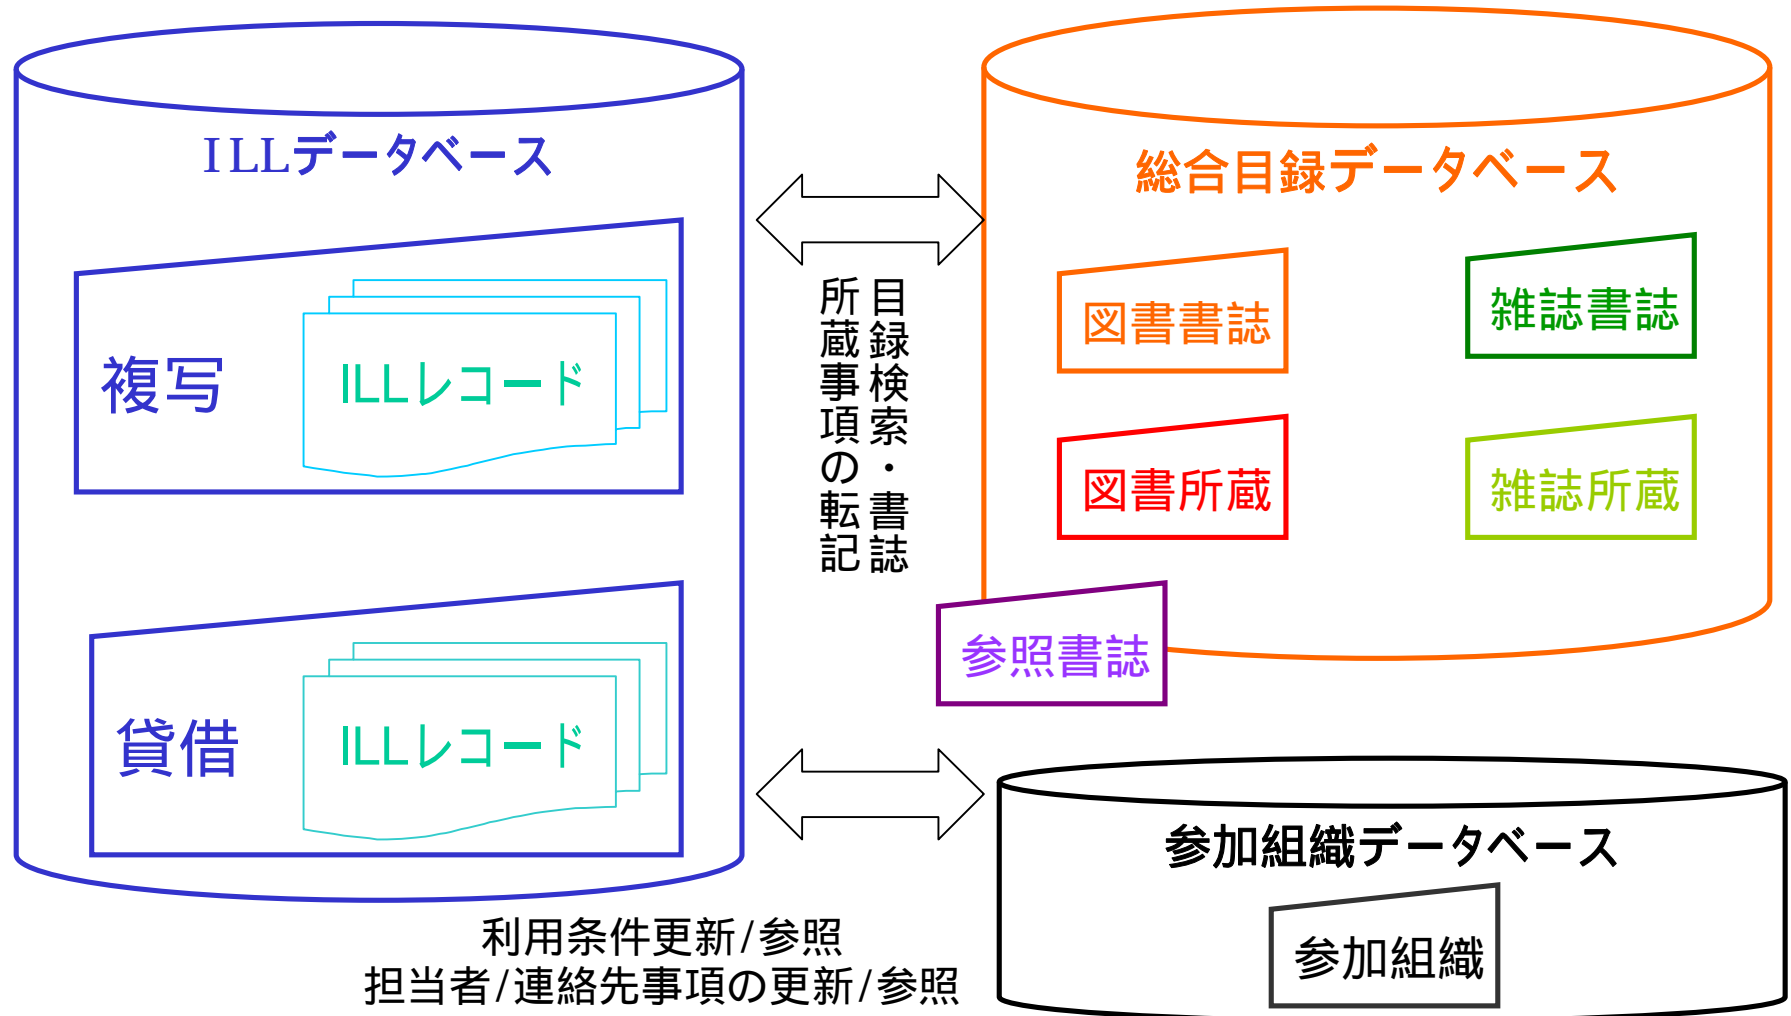 ILLデータベース
複写
ILLレコード
貸借
ILLレコード
目録検索・書誌
所蔵事項の転記
総合目録データベース
図書書誌
雑誌書誌
図書所蔵
雑誌所蔵
参照書誌
参加組織データベース
参加組織
利用条件更新/参照
担当者/連絡先事項の更新/参照